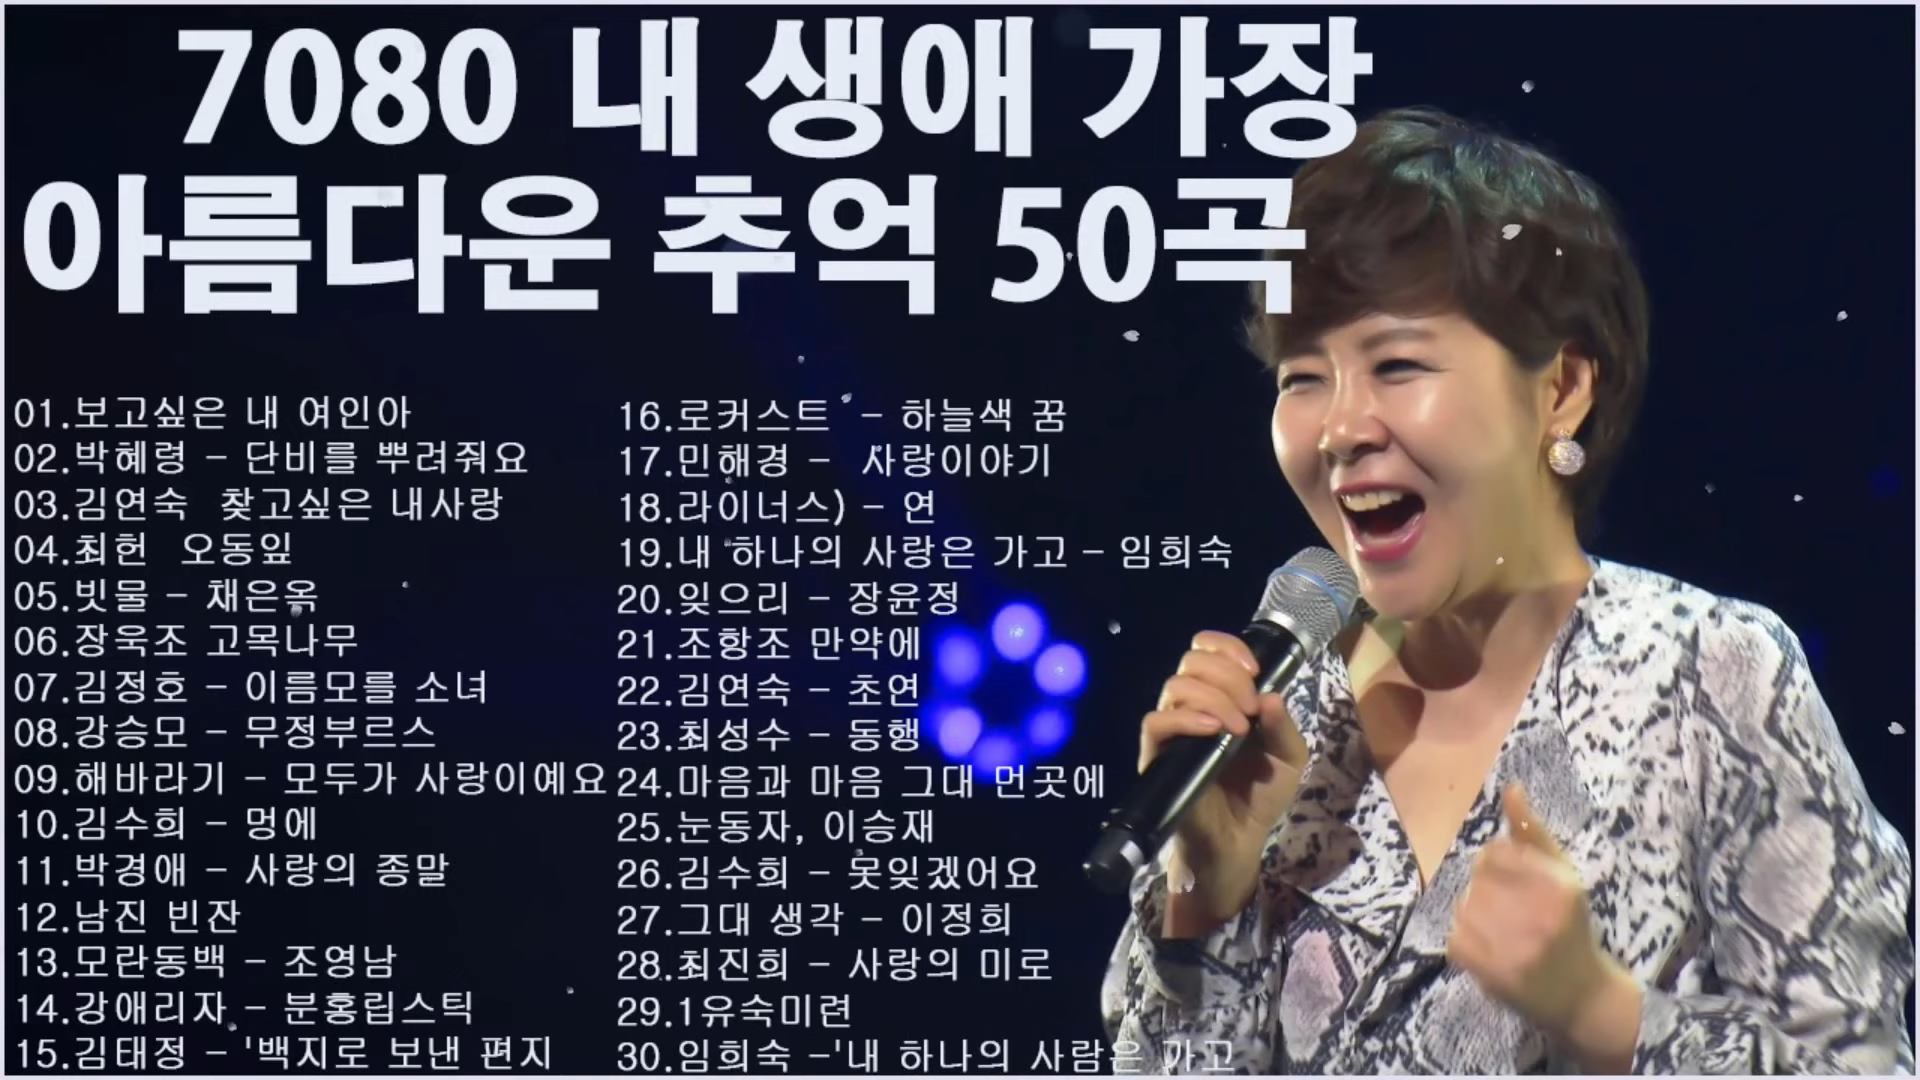 7080 내 생애 가장
아름다운 추억 50곡
01.보고싶은 내 여인아
02.박혜령 - 단비를 뿌려줘요
03.김연숙 찾고싶은 내사랑
04.최헌 오동잎
05.빗물 - 채은옥
06.장욱조 고목나무
07.김정호 - 이름모를 소녀
08.강승모 - 무정부르스
09.해바라기 - 모두가 사랑이예요
10.김수희 - 멍에
11.박경애 - 사랑의 종말
12.남진 빈잔
13.모란동백 - 조영남
14.강애리자 - 분홍립스틱
15.김태정 - '백지로 보낸 편지
16.로커스트 - 하늘색 꿈
17.민해경 - 사랑이야기
18.라이너스) - 연
19.내 하나의 사랑은 가고 - 임희숙
20.잊으리 - 장윤정
21.조항조 만약에
22.김연숙 - 초연
23.최성수 - 동행
24.마음과 마음 그대 먼곳에
25.눈동자, 이승재
26.김수희 - 못잊겠어요
27.그대 생각 - 이정희
28.최진희 - 사랑의 미로
29.1유숙미련
30.임희숙 -'내 하나의 사람은 가고